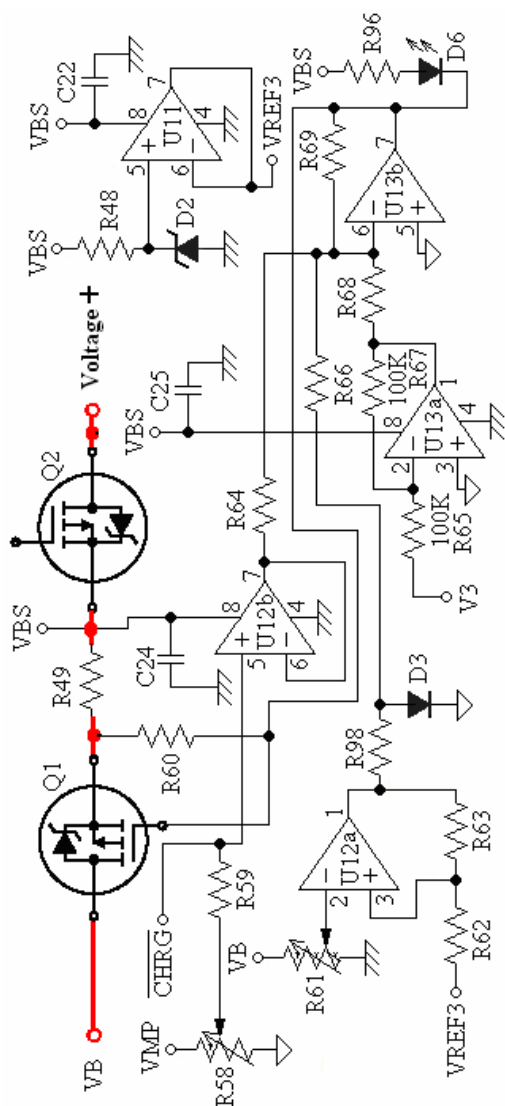 VBS
C22
8
5
+
7
U11
6
−
4
VREF3
R48
VBS
D2
VBS
R96
D6
R69
6
−
7
U13b
5
+
Voltage+
Q2
VBS
R49
Q1
VB
R60
C24
5
+
8
7
U12b
6
−
4
R64
VBS
C25
R66
R68
100K
R67
8
2
−
1
U13a
3
+
4
100K
R65
V3
CHRG
R59
VMP
R58
VB
R61
2
−
1
U12a
3
+
R98
D3
R63
R62
VREF3